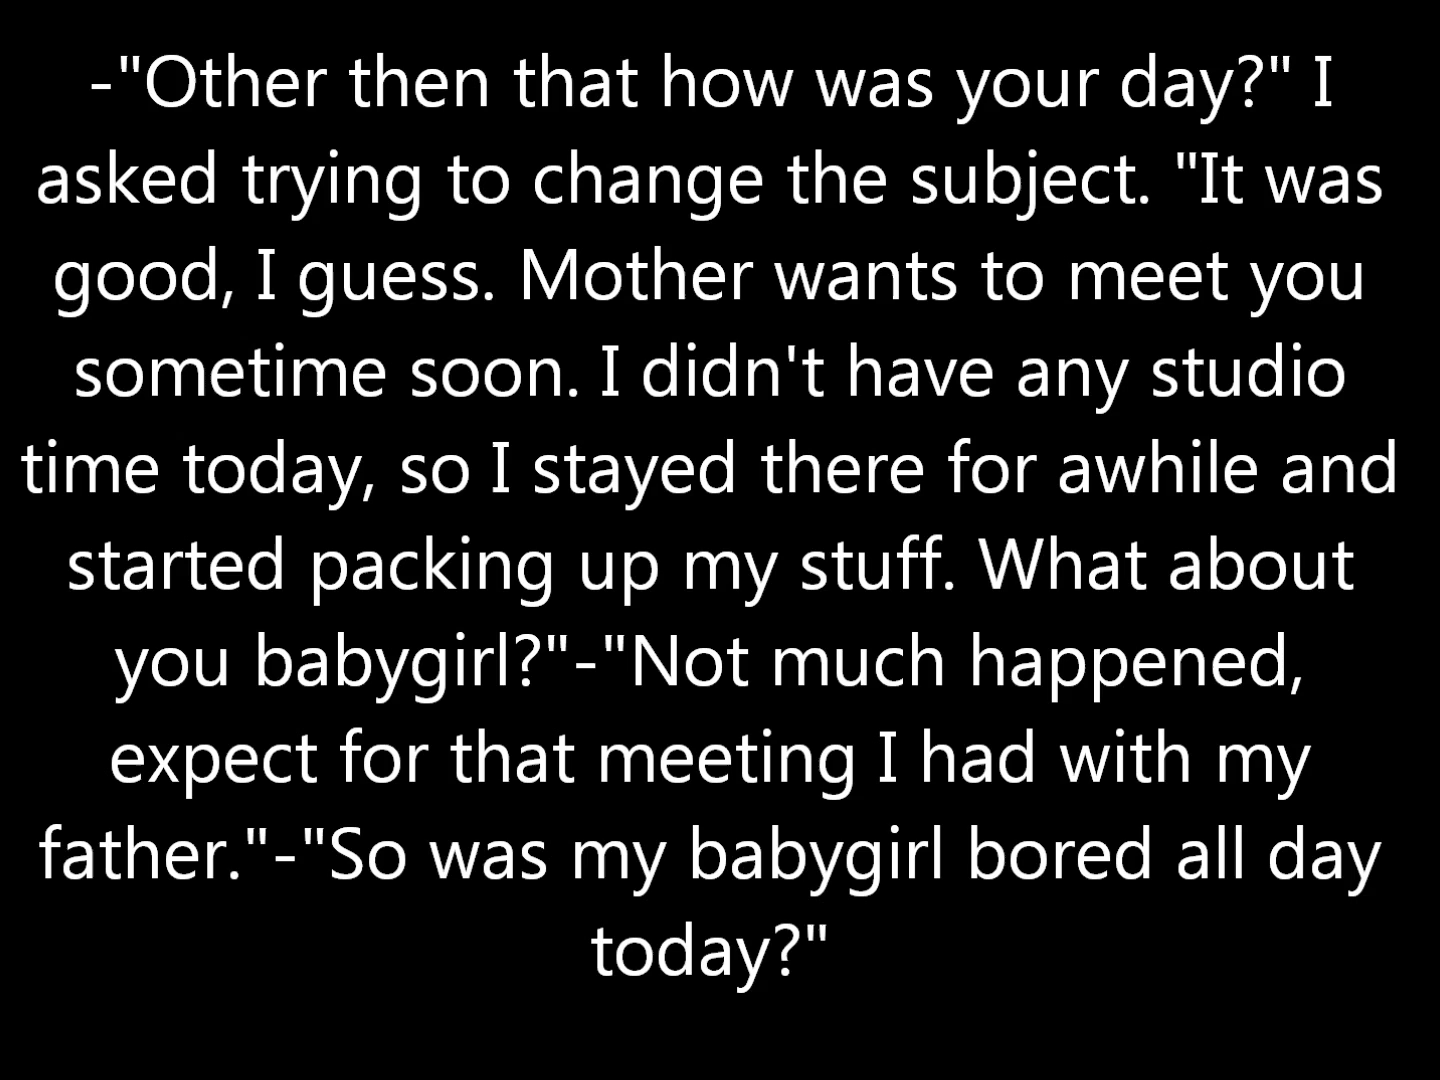 -"Other then that how was your day?" I
asked trying to change the subject. "It was
good, I guess. Mother wants to meet you
sometime soon. I didn't have any studio
time today, so I stayed there for awhile and
started packing up my stuff. What about
you babygirl?"-"Not much happened,
expect for that meeting I had with my
father."-"So was my babygirl bored all day
today?"